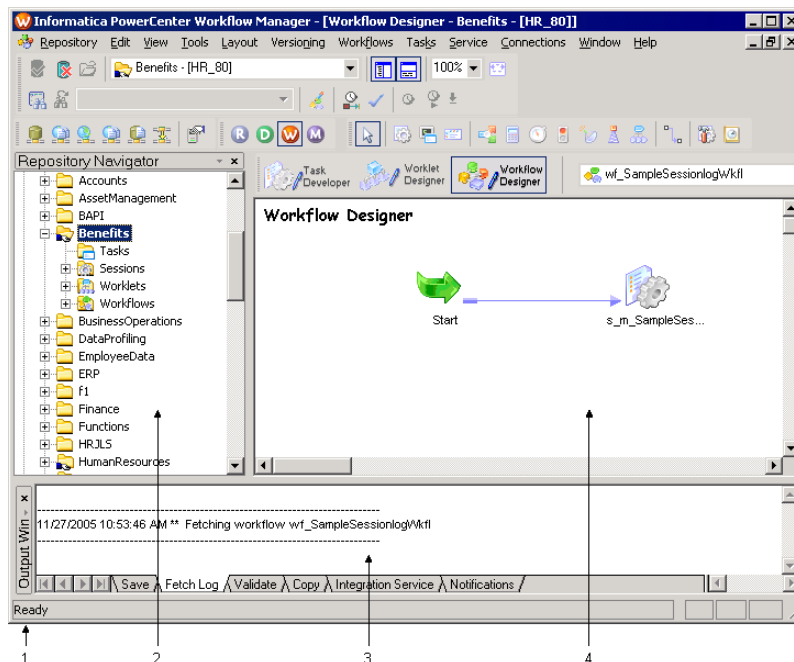 Informatica PowerCenter Workflow Manager - [Workflow Designer - Benefits - [HR_80]]
Repository Edit View Tools Layout Versioning Workflows Tasks Service Connections Window Help
Benefits - [HR_80] 100%
R D W M
Repository Navigator
Task Developer Worklet Designer Workflow Designer wf_SampleSessionlogWkfl
Accounts
AssetManagement
BAPI
Benefits
Tasks
Sessions
Worklets
Workflows
BusinessOperations
DataProfiling
EmployeeData
ERP
f1
Finance
Functions
HRJLS
HumanResources
Workflow Designer
Start s_m_SampleSes...
Output Win
--------------------------------------------------------------------------------
11/27/2005 10:53:46 AM ** Fetching workflow wf_SampleSessionlogWkfl
--------------------------------------------------------------------------------
Save Fetch Log Validate Copy Integration Service Notifications
Ready
1 2 3 4